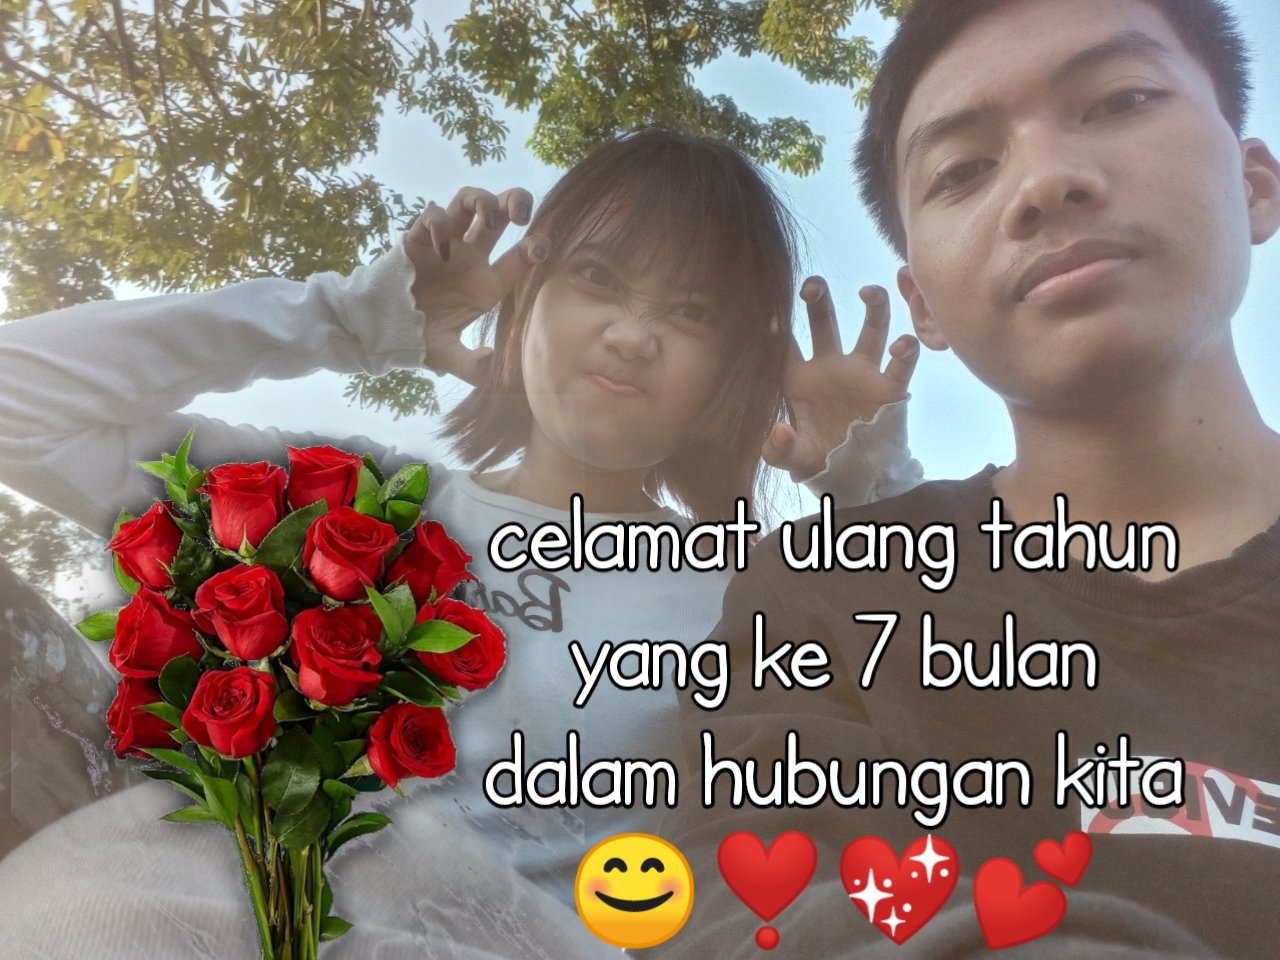 celamat ulang tahun
yang ke 7 bulan
dalam hubungan kita